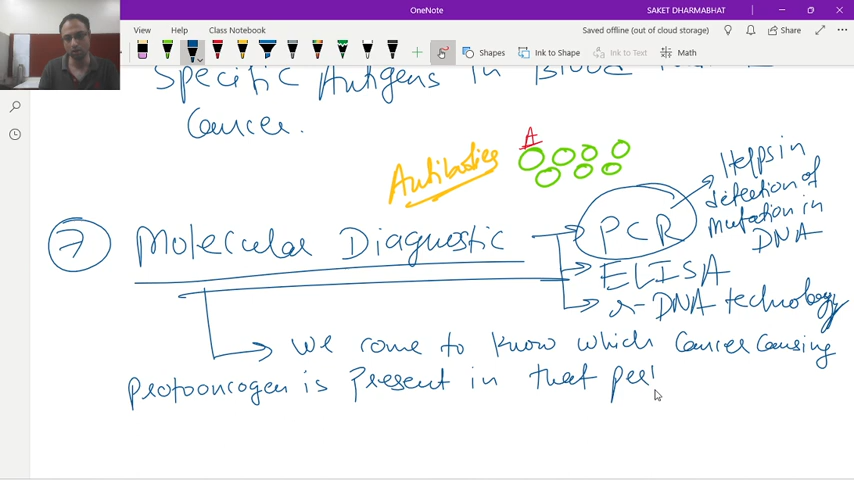 OneNote
SAKET DHARMABHAT
View Help Class Notebook
Saved offline (out of cloud storage)
Share
Shapes
Ink to Shape
Ink to Text
Math
Specific Antigens in Blood
Cancer.
Antibodies
A
7 Molecular Diagnostic
PCR
Helps in
detection of
mutation in
DNA
ELISA
r-DNA technology
We come to know which Cancer Causing
Protooncogen is Present in that per